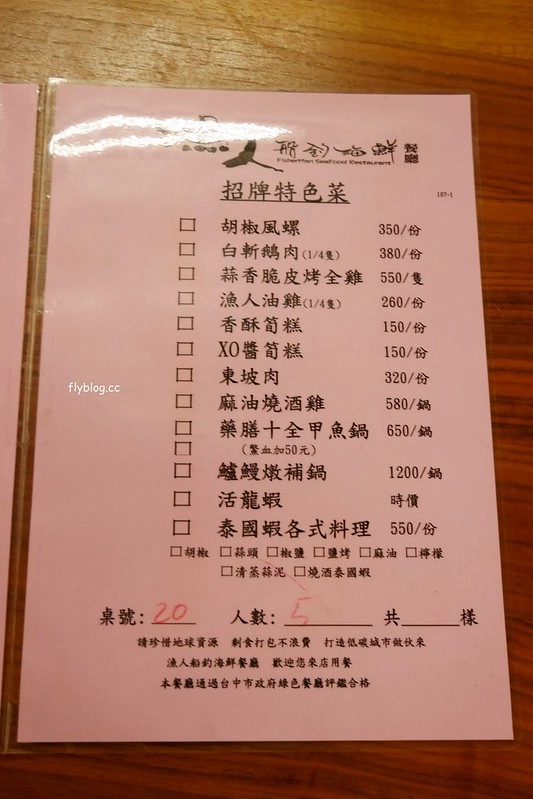 漁人船釣海鮮餐廳
FisherMan SeaFood Restaurant
招牌特色菜
107-1
□ 胡椒風螺 350/份
□ 白斬鵝肉(1/4隻) 380/份
□ 蒜香脆皮烤全雞 550/隻
□ 漁人油雞(1/4隻) 260/份
□ 香酥筍糕 150/份
□ XO醬筍糕 150/份
□ 東坡肉 320/份
□ 麻油燒酒雞 580/鍋
□ 藥膳十全甲魚鍋 650/鍋
□ (鱉血加50元)
□ 鱸鰻燉補鍋 1200/鍋
□ 活龍蝦 時價
□ 泰國蝦各式料理 550/份
□胡椒 □蒜頭 □椒鹽 □鹽烤 □麻油 □檸檬
□清蒸蒜泥 □燒酒泰國蝦
桌號: 20 人數: 5 共______樣
請珍惜地球資源 剩食打包不浪費 打造低碳城市做伙來
漁人船釣海鮮餐廳 歡迎您來店用餐
本餐廳通過台中市政府綠色餐廳評鑑合格
flyblog.cc